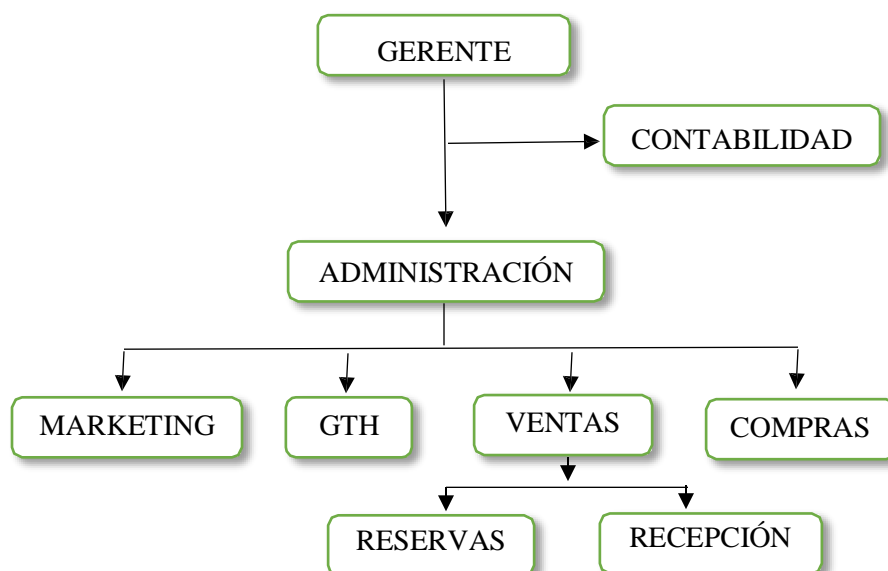 GERENTE
CONTABILIDAD
ADMINISTRACIÓN
MARKETING
GTH
VENTAS
COMPRAS
RESERVAS
RECEPCIÓN